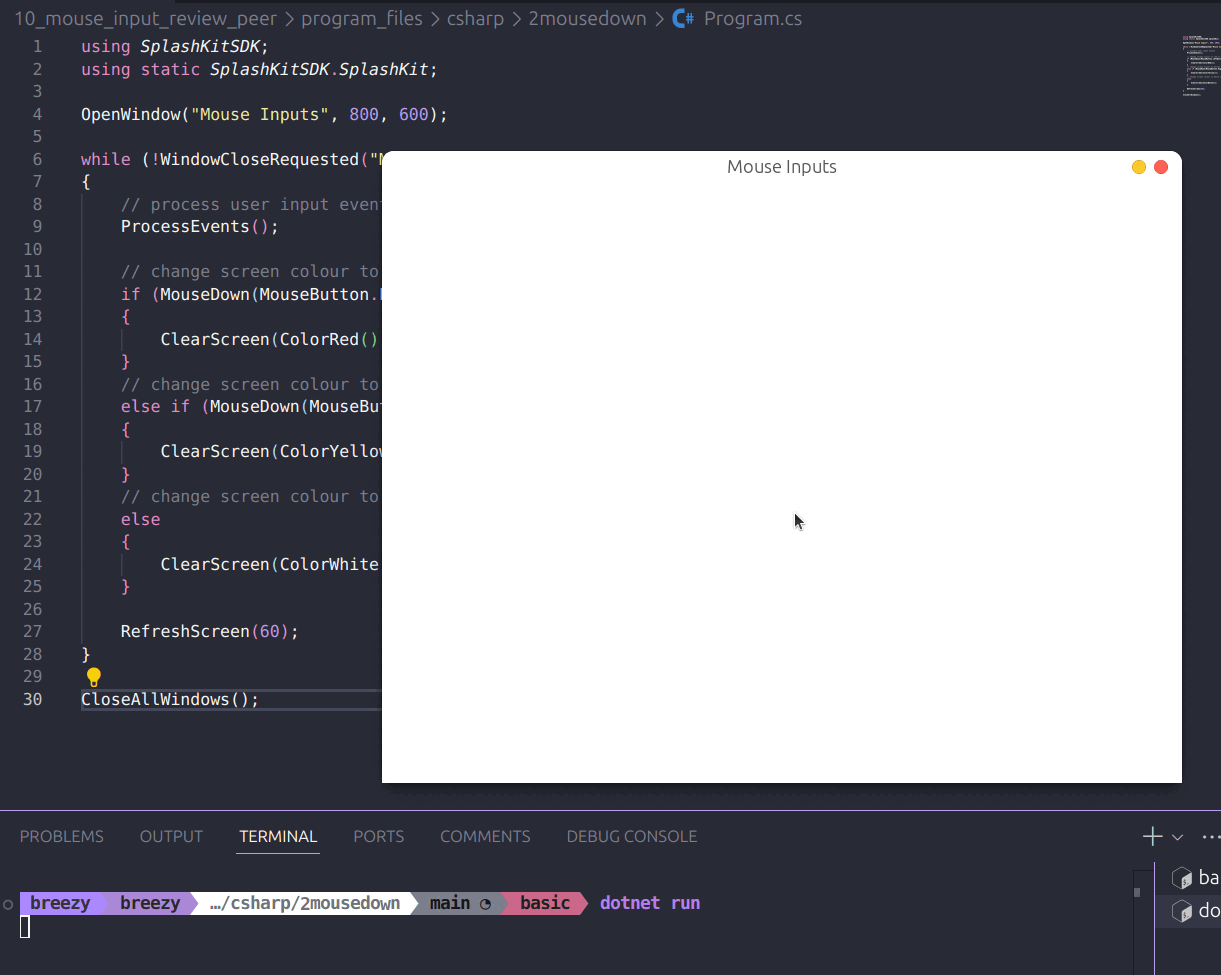 10_mouse_input_review_peer > program_files > csharp > 2mousedown > C# Program.cs
1 using SplashKitSDK;
2 using static SplashKitSDK.SplashKit;
3
4 OpenWindow("Mouse Inputs", 800, 600);
5
6 while (!WindowCloseRequested("M
7 {
8 // process user input even
9 ProcessEvents();
10
11 // change screen colour to
12 if (MouseDown(MouseButton.
13 {
14 ClearScreen(ColorRed()
15 }
16 // change screen colour to
17 else if (MouseDown(MouseBut
18 {
19 ClearScreen(ColorYellow
20 }
21 // change screen colour to
22 else
23 {
24 ClearScreen(ColorWhite
25 }
26
27 RefreshScreen(60);
28 }
29
30 CloseAllWindows();
Mouse Inputs
PROBLEMS OUTPUT TERMINAL PORTS COMMENTS DEBUG CONSOLE
breezy breezy …/csharp/2mousedown main basic dotnet run
ba
do